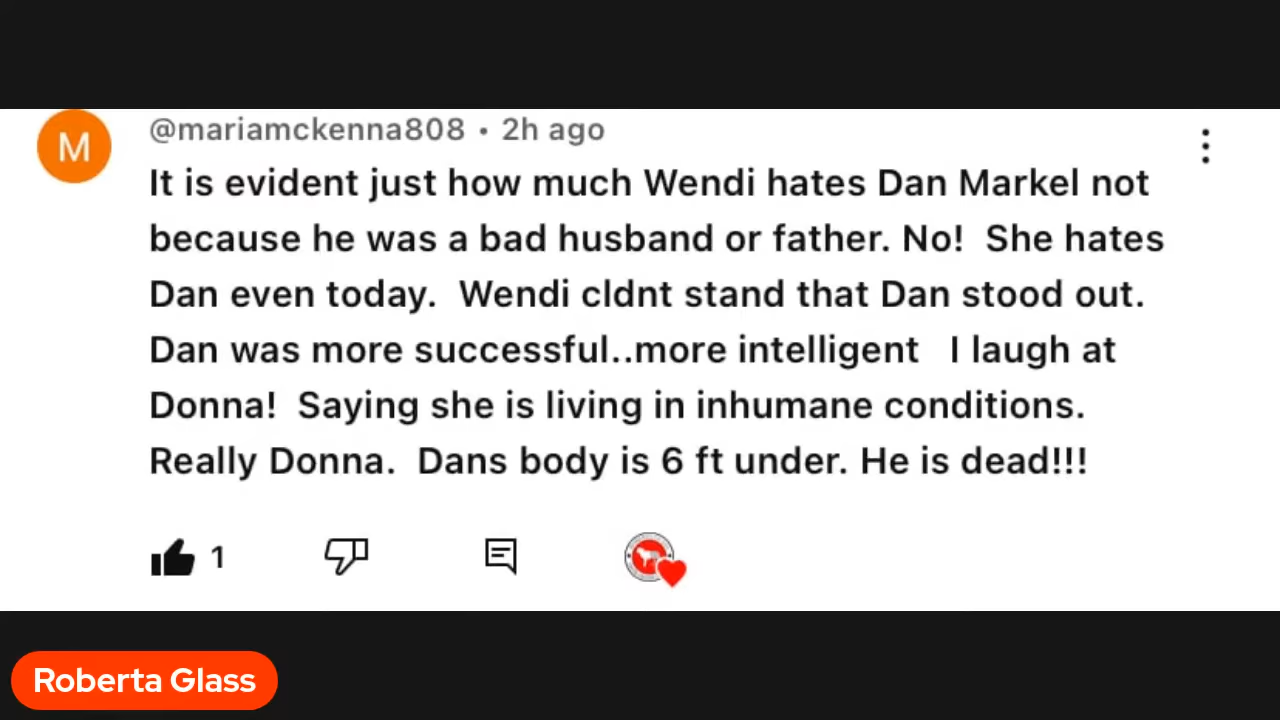 M
@mariamckenna808 • 2h ago
It is evident just how much Wendi hates Dan Markel not
because he was a bad husband or father. No!  She hates
Dan even today.  Wendi cldnt stand that Dan stood out.
Dan was more successful..more intelligent   I laugh at
Donna!  Saying she is living in inhumane conditions.
Really Donna.  Dans body is 6 ft under. He is dead!!!
1
Roberta Glass